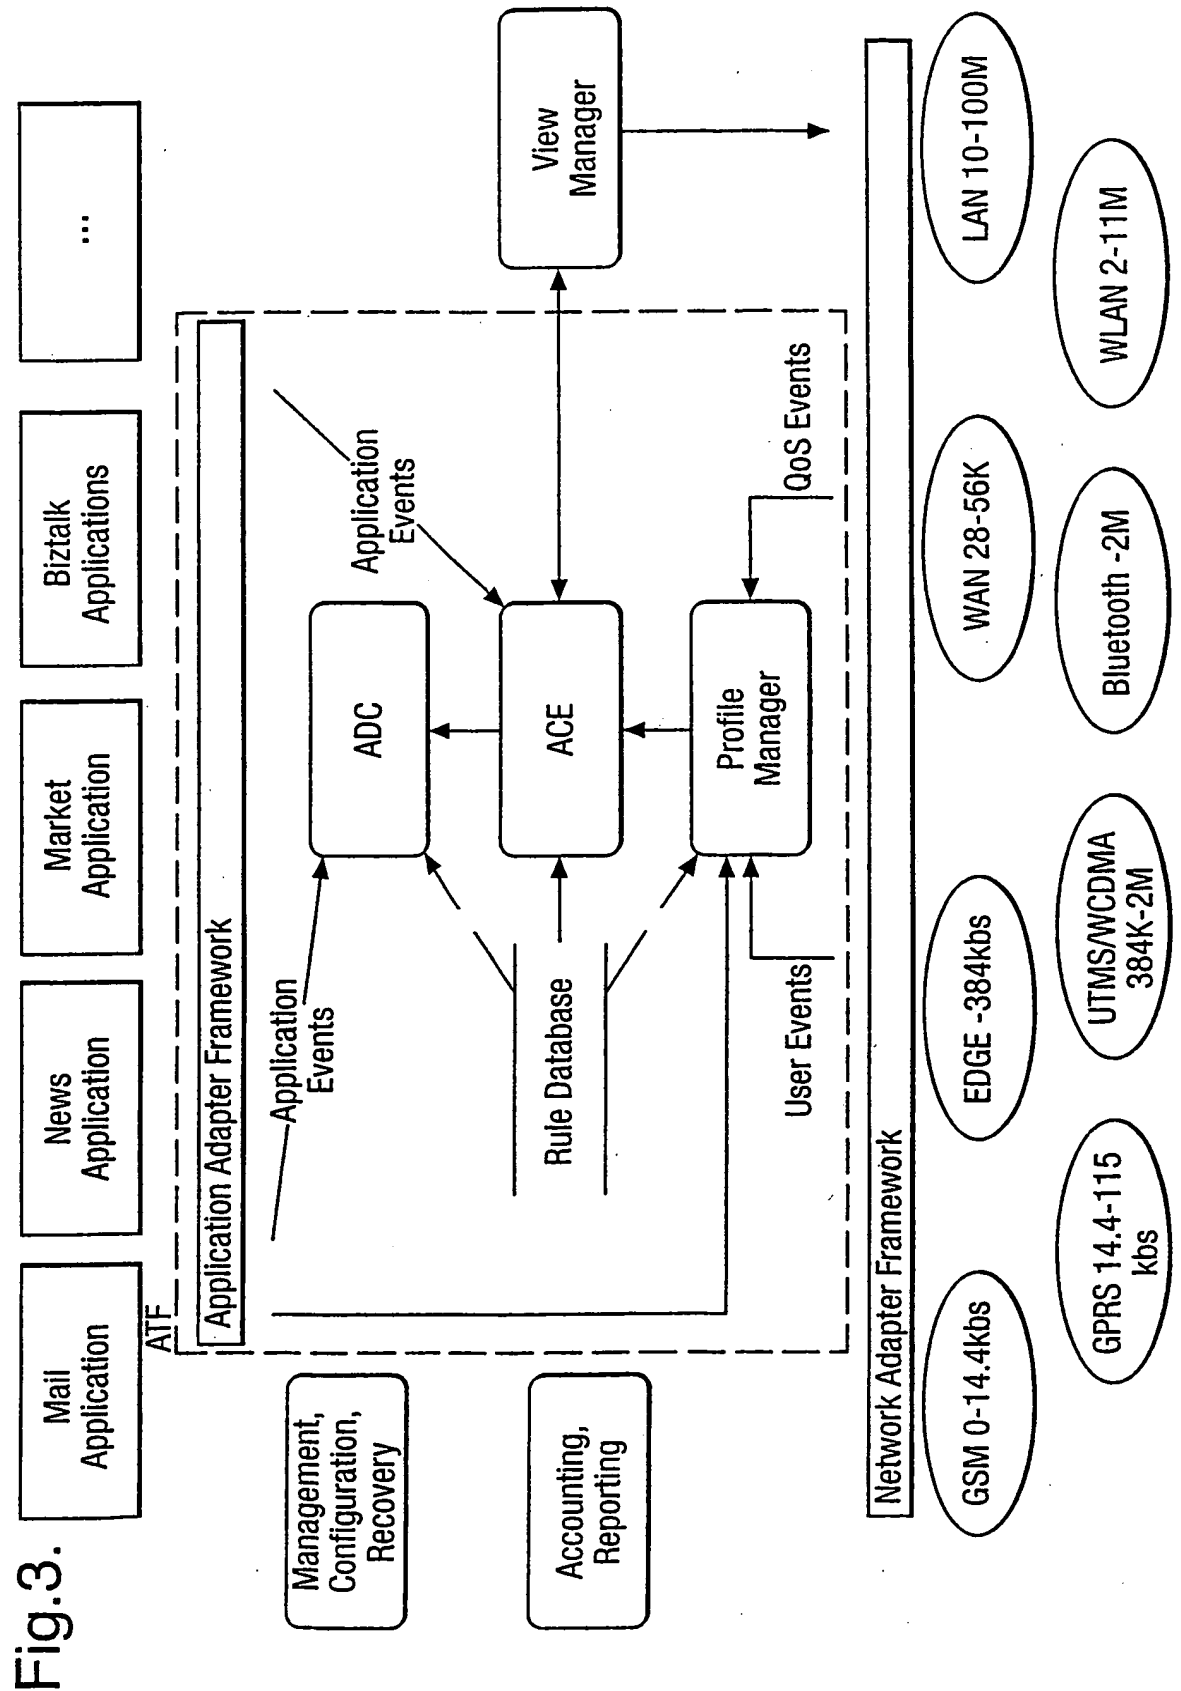 Fig.3.
Mail
Application
News
Application
Market
Application
Biztalk
Applications
...
ATF
Application Adapter Framework
Management,
Configuration,
Recovery
Accounting,
Reporting
Application
Events
Application
Events
ADC
Rule Database
ACE
View
Manager
Profile
Manager
User Events
QoS Events
Network Adapter Framework
GSM 0-14.4kbs
EDGE -384kbs
WAN 28-56K
LAN 10-100M
GPRS 14.4-115
kbs
UTMS/WCDMA
384K-2M
Bluetooth -2M
WLAN 2-11M